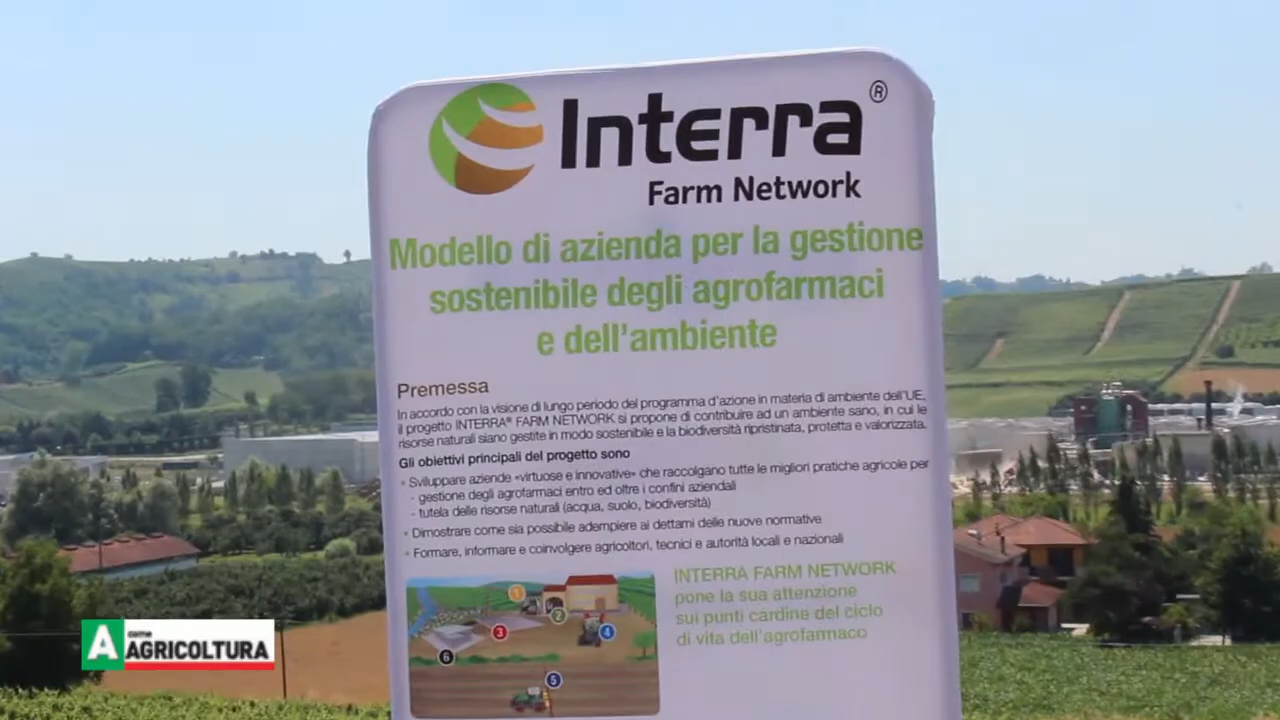 Interra®
Farm Network
Modello di azienda per la gestione
sostenibile degli agrofarmaci
e dell'ambiente
Premessa
In accordo con la visione di lungo periodo del programma d'azione in materia di ambiente dell'UE,
il progetto INTERRA® FARM NETWORK si propone di contribuire ad un ambiente sano, in cui le
risorse naturali siano gestite in modo sostenibile e la biodiversità ripristinata, protetta e valorizzata.
Gli obiettivi principali del progetto sono
• Sviluppare aziende «virtuose e innovative» che raccolgano tutte le migliori pratiche agricole per
- gestione degli agrofarmaci entro ed oltre i confini aziendali
- tutela delle risorse naturali (acqua, suolo, biodiversità)
• Dimostrare come sia possibile adempiere ai dettami delle nuove normative
• Formare, informare e coinvolgere agricoltori, tecnici e autorità locali e nazionali
INTERRA FARM NETWORK
pone la sua attenzione
sui punti cardine del ciclo
di vita dell'agrofarmaco
1
2
3
4
6
5
A come
AGRICOLTURA